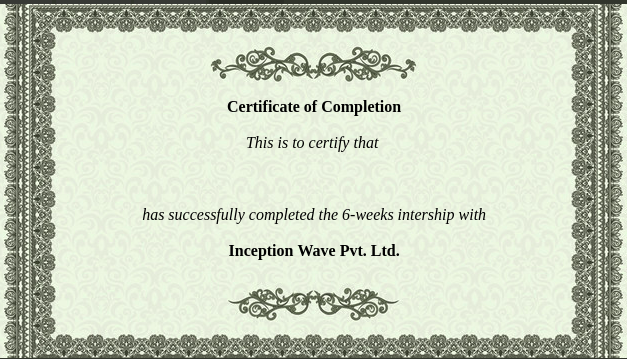 Certificate of Completion
This is to certify that
has successfully completed the 6-weeks intership with
Inception Wave Pvt. Ltd.